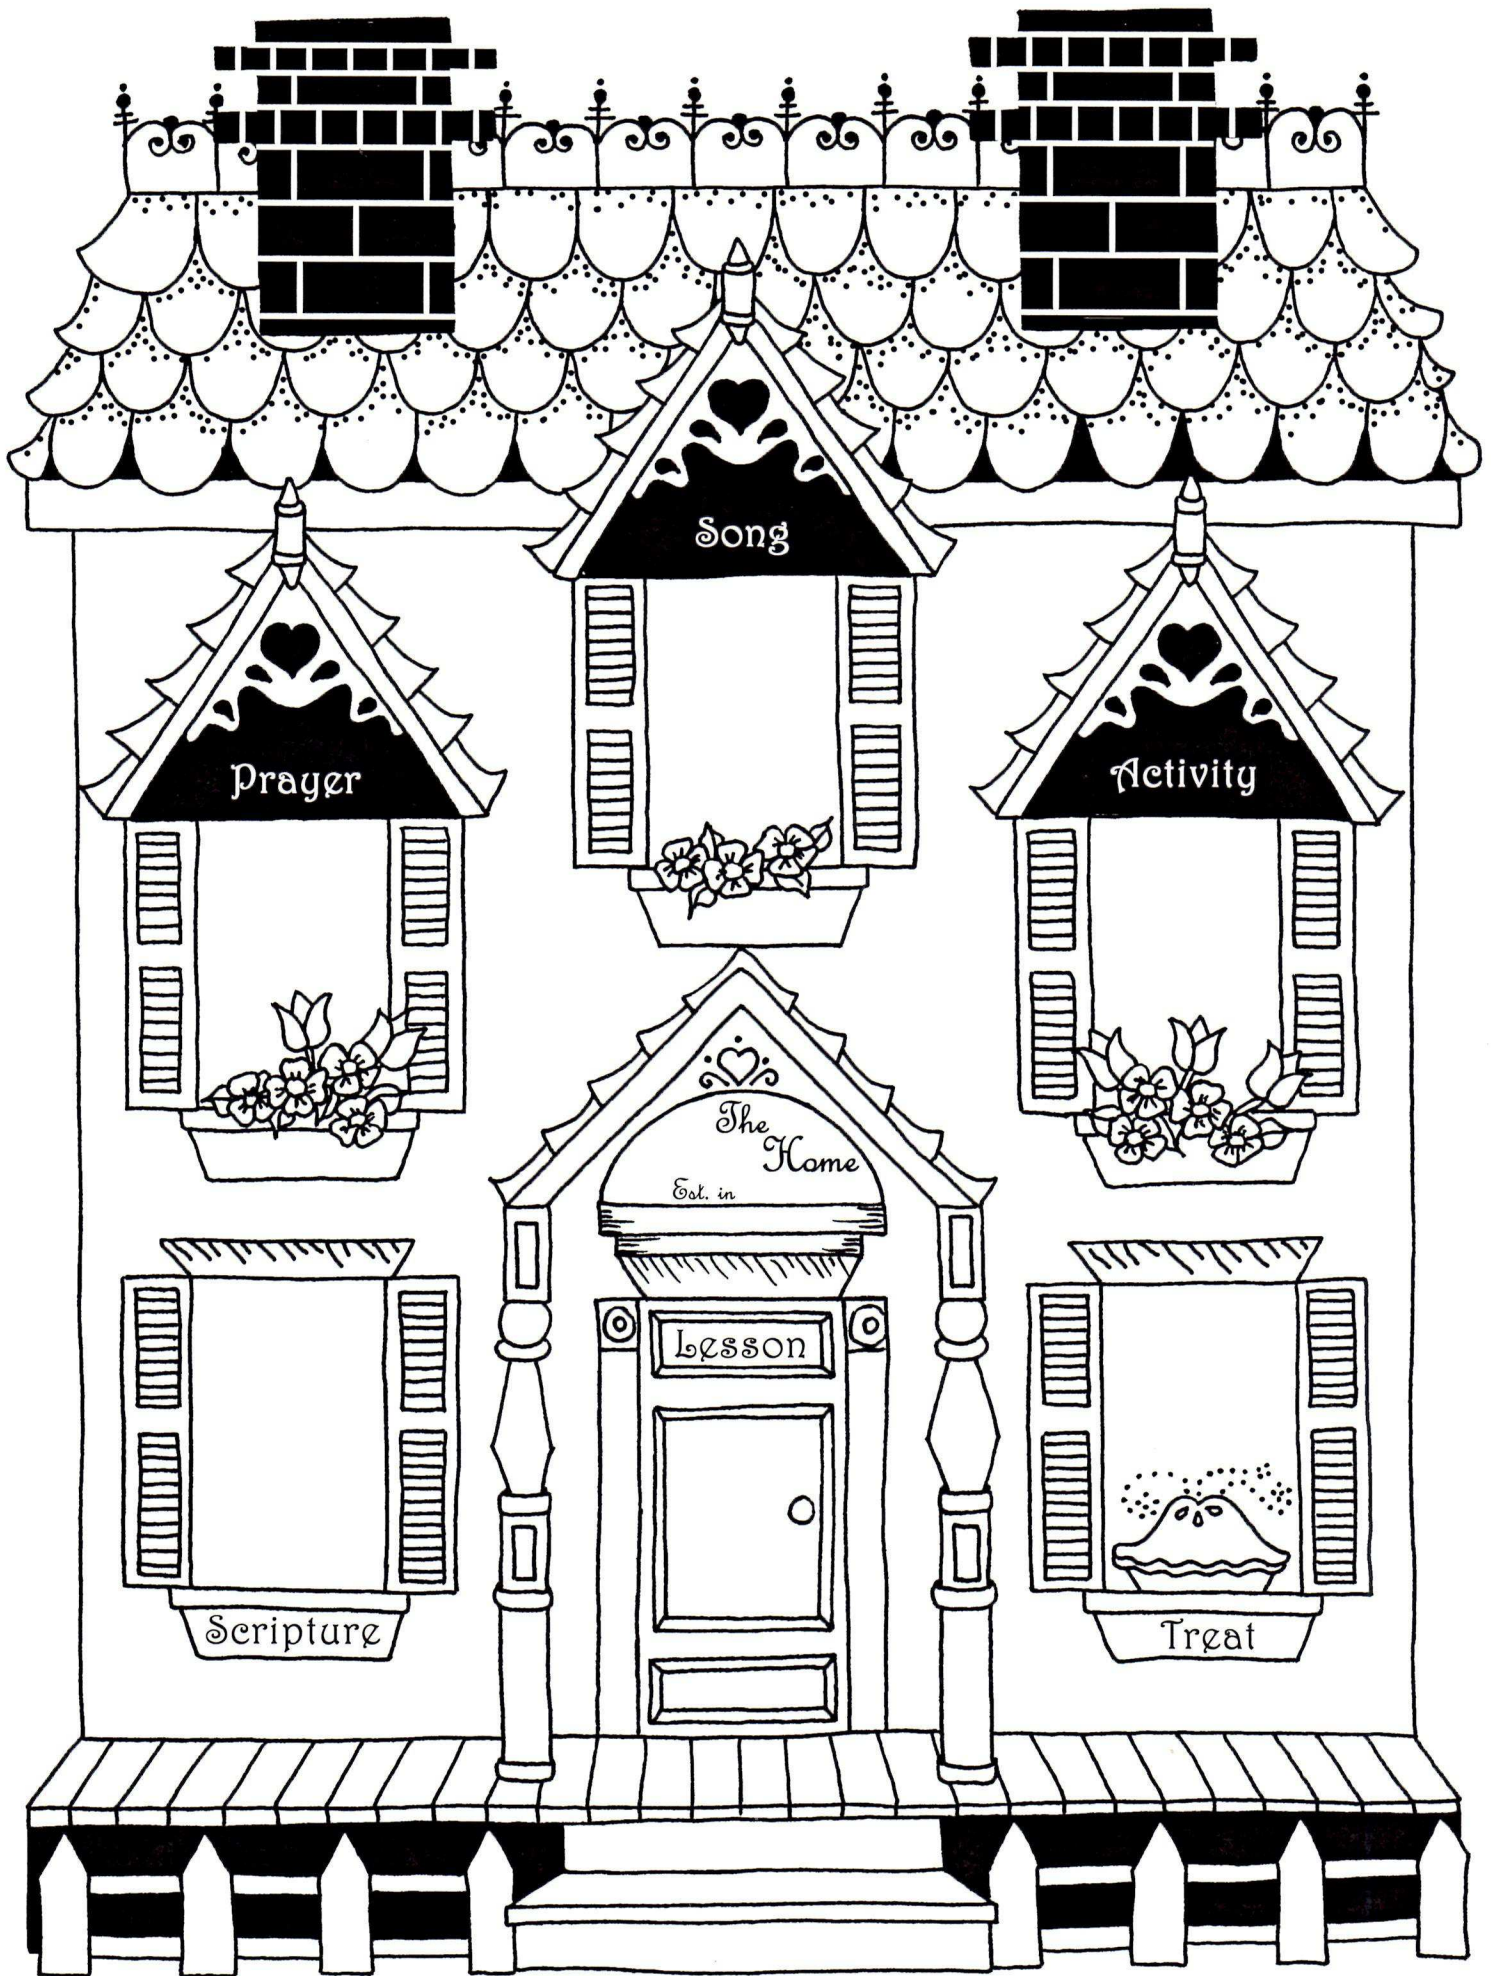 Song
Prayer
Activity
The
Home
Est. in
Lesson
Scripture
Treat